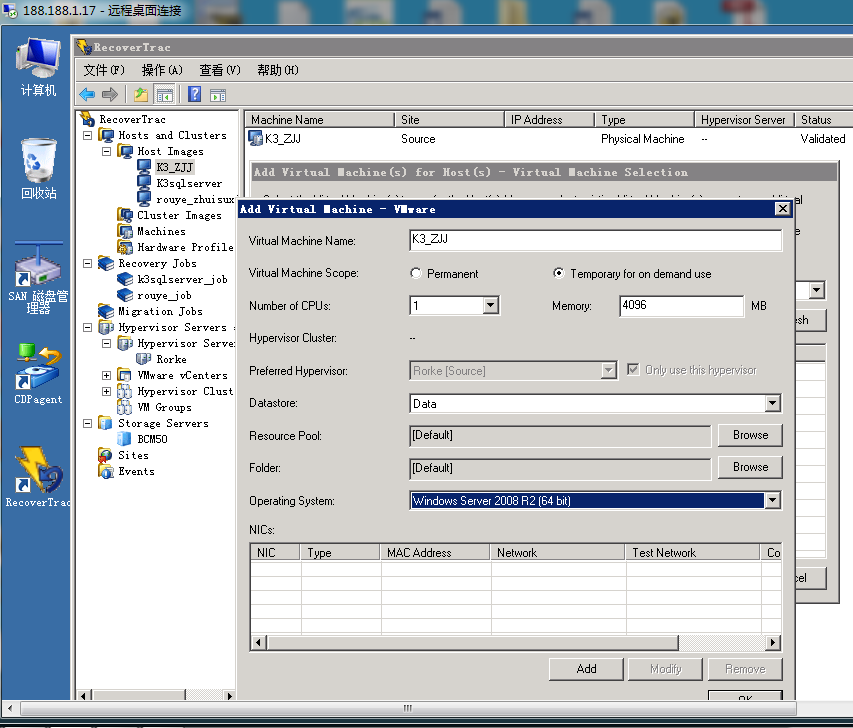 188.188.1.17 - 远程桌面连接
计算机
回收站
SAN 磁盘管
理器
CDPagent
RecoverTrac
RecoverTrac
文件(F) 操作(A) 查看(V) 帮助(H)
RecoverTrac
Hosts and Clusters
Host Images
K3_ZJJ
K3sqlserver
rouye_zhuisux
Cluster Images
Machines
Hardware Profile
Recovery Jobs
k3sqlserver_job
rouye_job
Migration Jobs
Hypervisor Servers
Hypervisor Serve
Rorke
VMware vCenters
Hypervisor Clust
VM Groups
Storage Servers
BCM50
Sites
Events
Machine Name Site IP Address Type Hypervisor Server Status
K3_ZJJ Source Physical Machine -- Validated
Add Virtual Machine(s) for Host(s) - Virtual Machine Selection
Add Virtual Machine - VMware
Virtual Machine Name: K3_ZJJ
Virtual Machine Scope: Permanent Temporary for on demand use
Number of CPUs: 1 Memory: 4096 MB
Hypervisor Cluster: --
Preferred Hypervisor: Rorke [Source] Only use this hypervisor
Datastore: Data
Resource Pool: [Default] Browse
Folder: [Default] Browse
Operating System: Windows Server 2008 R2 (64 bit)
NICs:
NIC Type MAC Address Network Test Network Co
Add Modify Remove
OK